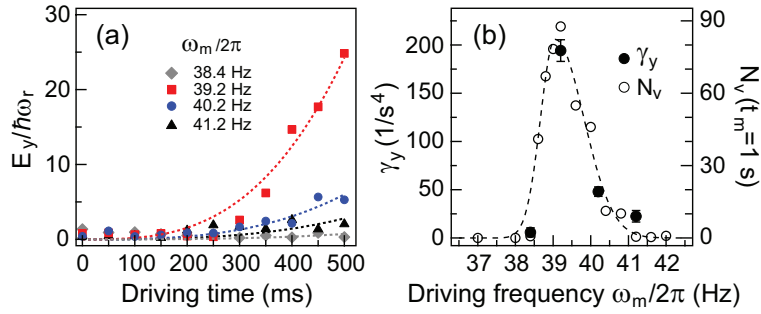 (a)
ω_m/2π
38.4 Hz
39.2 Hz
40.2 Hz
41.2 Hz
30
20
10
0
E_y/ħω_r
0 100 200 300 400 500
Driving time (ms)
(b)
γ_y
N_v
200
150
100
50
0
γ_y (1/s⁴)
90
60
30
0
N_v (t_m=1 s)
37 38 39 40 41 42
Driving frequency ω_m/2π (Hz)